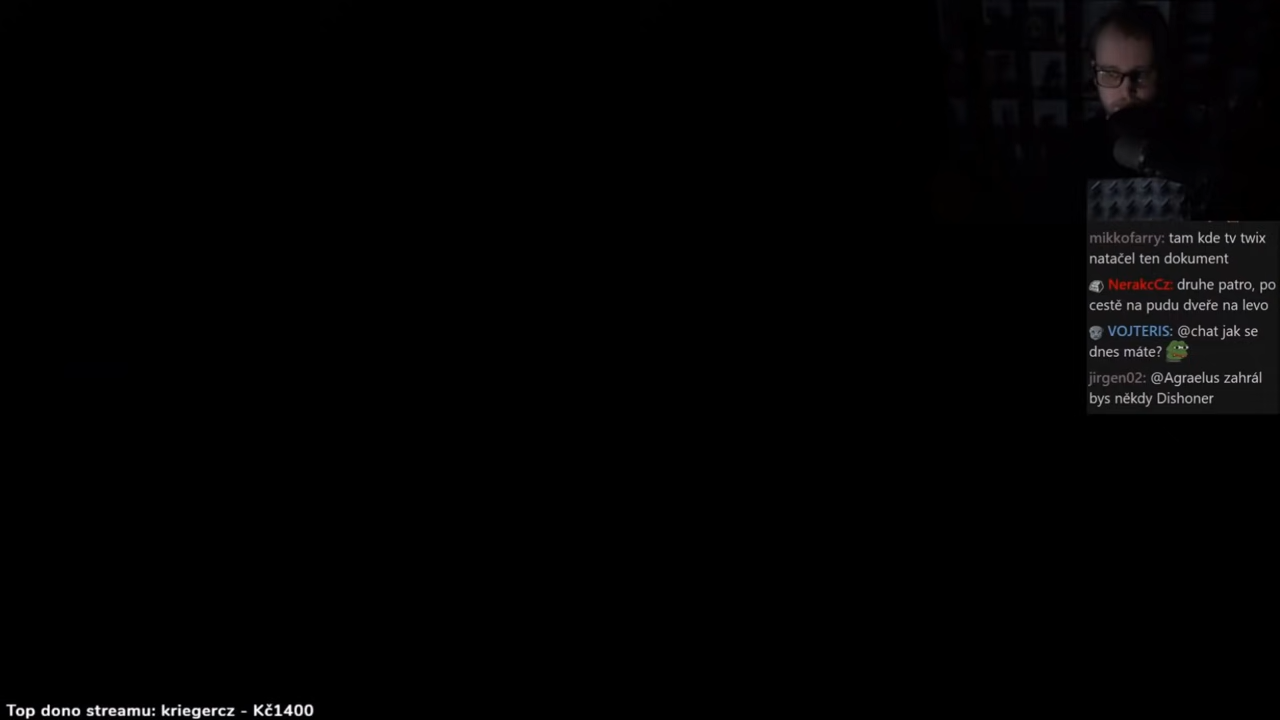 mikkofarry: tam kde tv twix
natačel ten dokument
NerakcCz: druhe patro, po
cestě na pudu dveře na levo
VOJTERIS: @chat jak se
dnes máte?
jirgen02: @Agraelus zahrál
bys někdy Dishoner
Top dono streamu: kriegercz - Kč1400